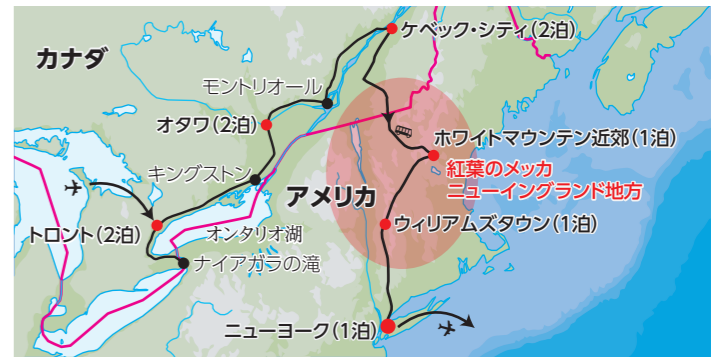 ケベック・シティ(2泊)
カナダ
モントリオール
オタワ(2泊)
ホワイトマウンテン近郊(1泊)
紅葉のメッカ
ニューイングランド地方
キングストン
アメリカ
トロント(2泊)
オンタリオ湖
ウィリアムズタウン(1泊)
ナイアガラの滝
ニューヨーク(1泊)